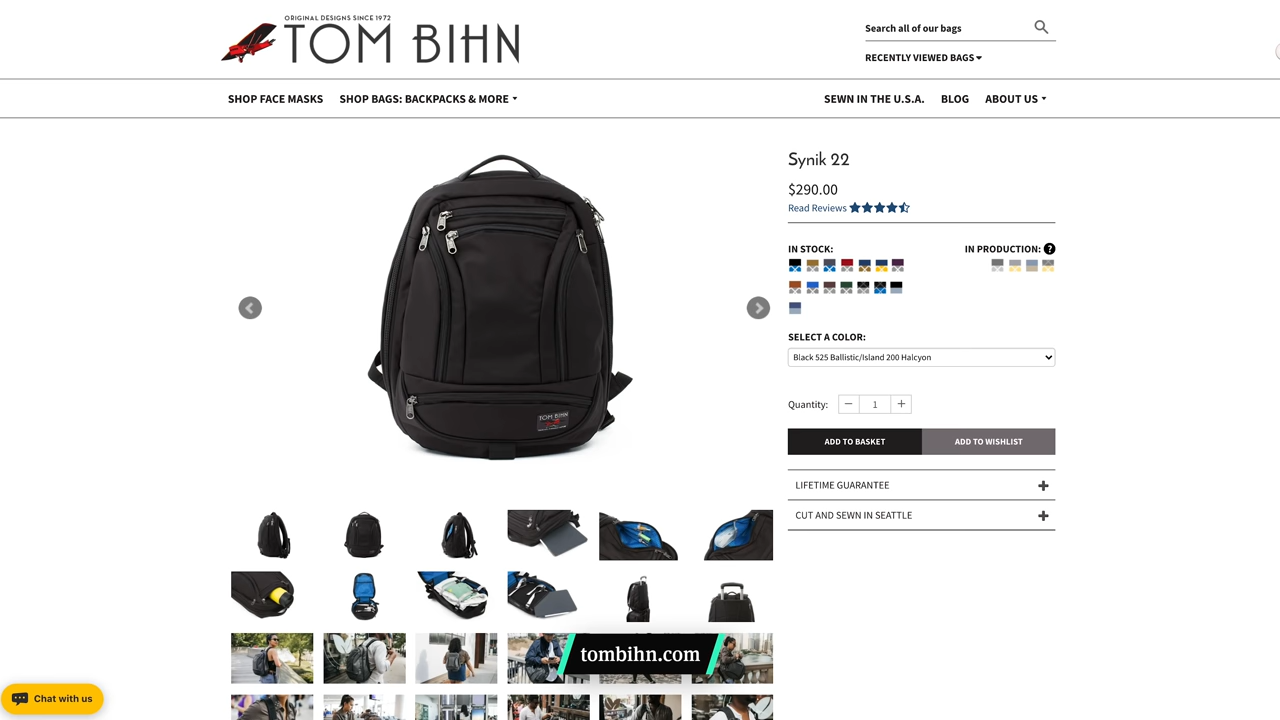 ORIGINAL DESIGNS SINCE 1972
TOM BIHN
Search all of our bags
RECENTLY VIEWED BAGS
SHOP FACE MASKS
SHOP BAGS: BACKPACKS & MORE
SEWN IN THE U.S.A.
BLOG
ABOUT US
Synik 22
$290.00
Read Reviews
IN STOCK:
IN PRODUCTION: ?
SELECT A COLOR:
Black 525 Ballistic/Island 200 Halcyon
Quantity:
− 1 +
ADD TO BASKET
ADD TO WISHLIST
LIFETIME GUARANTEE
CUT AND SEWN IN SEATTLE
TOM BIHN
tombihn.com
Chat with us